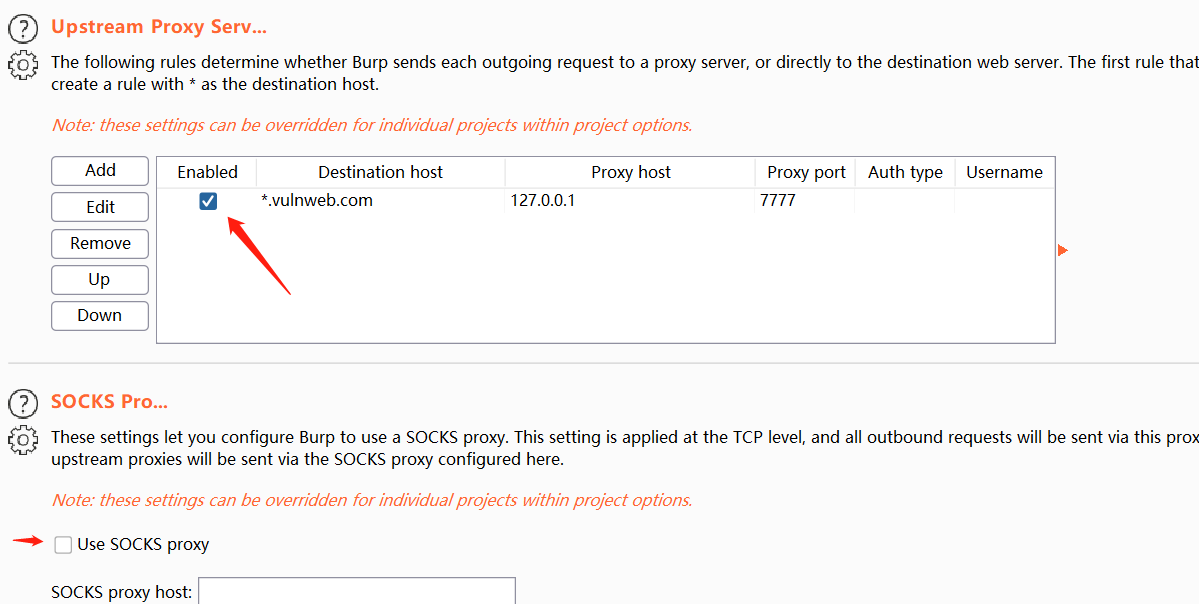 Upstream Proxy Serv...
The following rules determine whether Burp sends each outgoing request to a proxy server, or directly to the destination web server. The first rule that
create a rule with * as the destination host.
Note: these settings can be overridden for individual projects within project options.
Add
Enabled Destination host Proxy host Proxy port Auth type Username
Edit
*.vulnweb.com 127.0.0.1 7777
Remove
Up
Down
SOCKS Pro...
These settings let you configure Burp to use a SOCKS proxy. This setting is applied at the TCP level, and all outbound requests will be sent via this prox
upstream proxies will be sent via the SOCKS proxy configured here.
Note: these settings can be overridden for individual projects within project options.
Use SOCKS proxy
SOCKS proxy host: